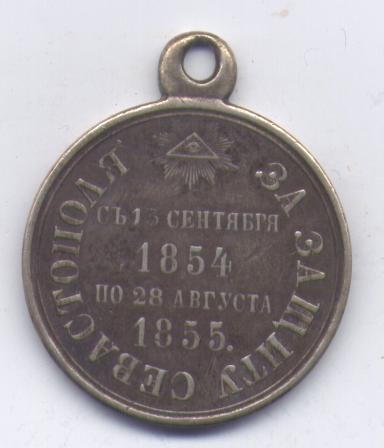 ЗА ЗАЩИТУ СЕВАСТОПОЛЯ
СЪ 13 СЕНТЯБРЯ
1854
ПО 28 АВГУСТА
1855.